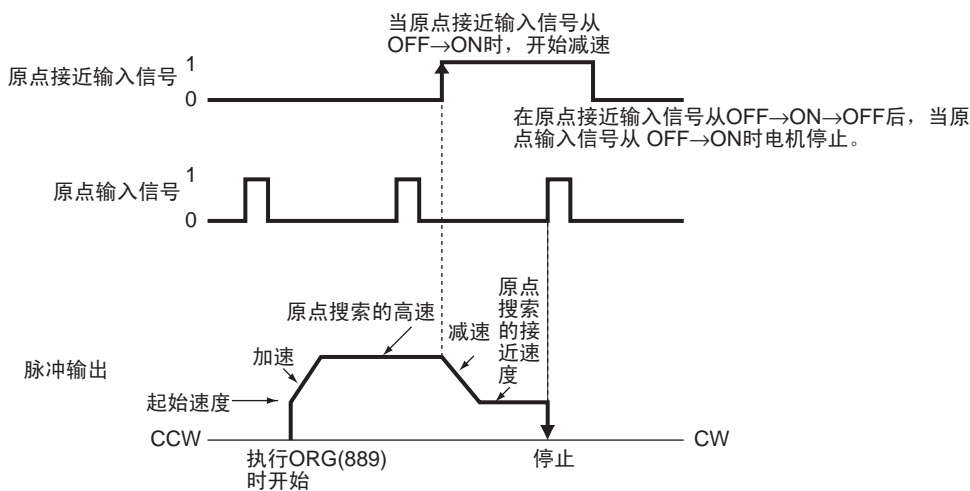 当原点接近输入信号从
OFF→ON时，开始减速
原点接近输入信号
1
0
在原点接近输入信号从OFF→ON→OFF后，当原
点输入信号从 OFF→ON时电机停止。
原点输入信号
1
0
原点
搜索
的接
近速
度
原点搜索的高速
减速
加速
脉冲输出
起始速度
CCW
CW
执行ORG(889)
时开始
停止